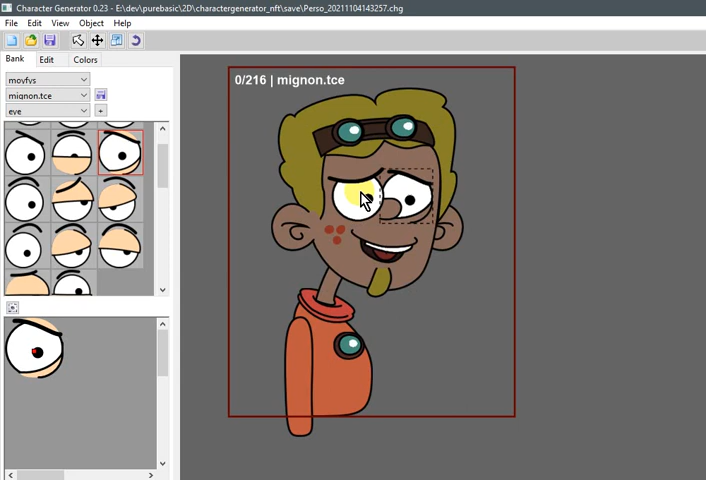 Character Generator 0.23 - E:\dev\purebasic\2D\charactergenerator_nft\save\Perso_20211104143257.chg
File Edit View Object Help
Bank Edit Colors
movfys
mignon.tce
eye
+
0/216 | mignon.tce